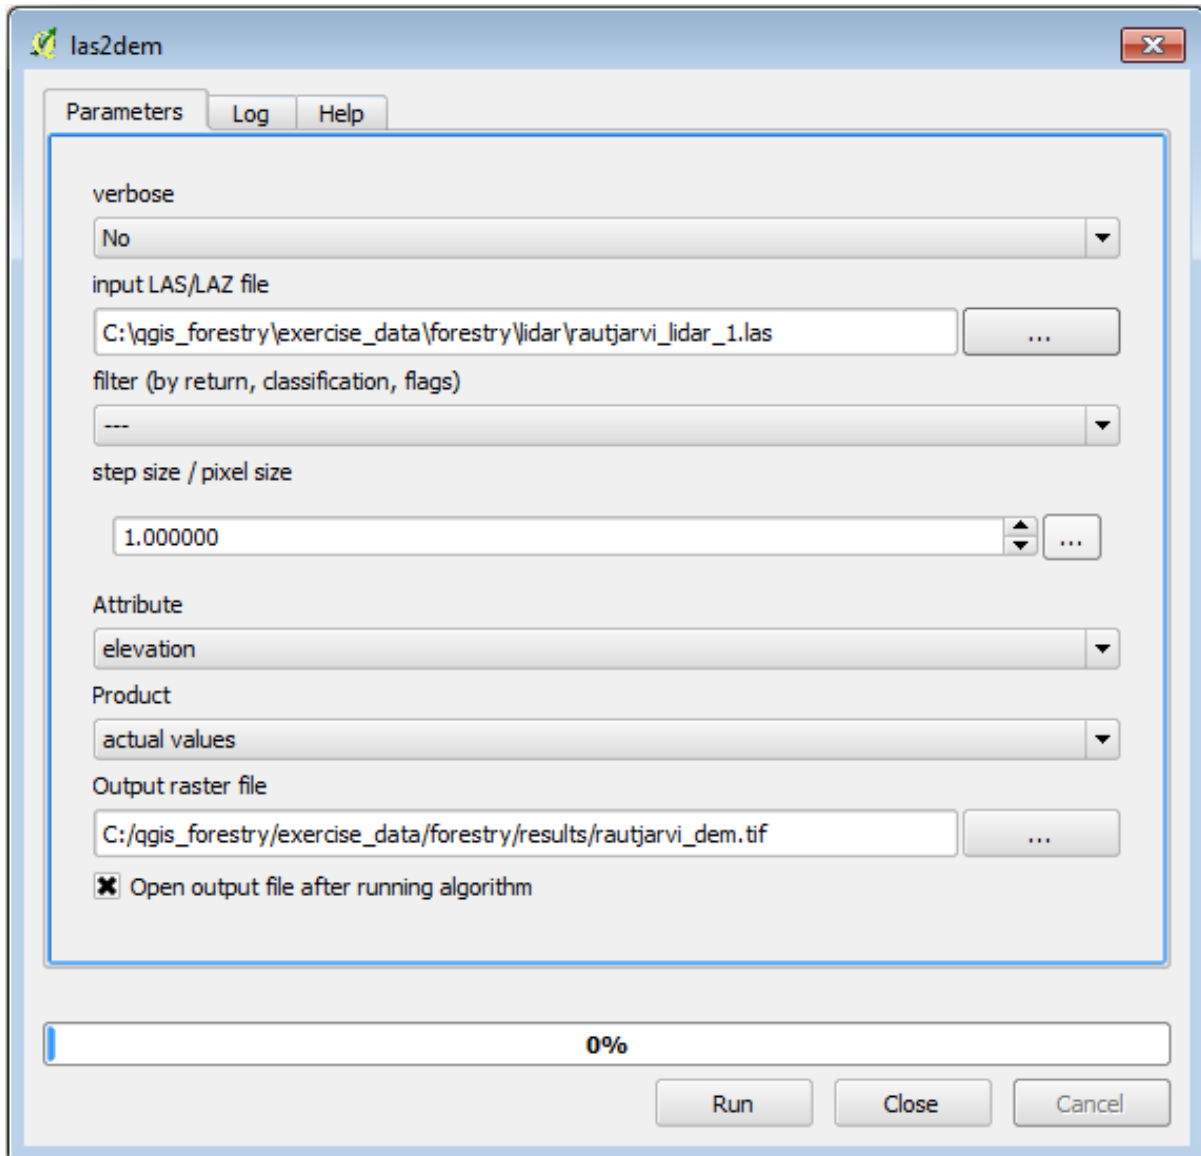 las2dem
Parameters
Log
Help
verbose
No
input LAS/LAZ file
C:\qgis_forestry\exercise_data\forestry\lidar\rautjarvi_lidar_1.las
...
filter (by return, classification, flags)
---
step size / pixel size
1.000000
...
Attribute
elevation
Product
actual values
Output raster file
C:/qgis_forestry/exercise_data/forestry/results/rautjarvi_dem.tif
...
Open output file after running algorithm
0%
Run
Close
Cancel